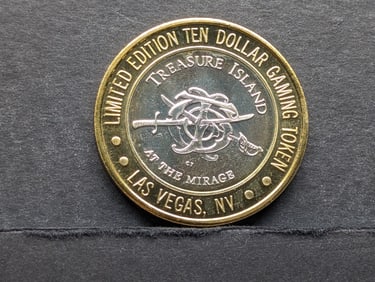 LIMITED EDITION TEN DOLLAR GAMING TOKEN
TREASURE ISLAND
AT THE MIRAGE
• • LAS VEGAS, NV • •